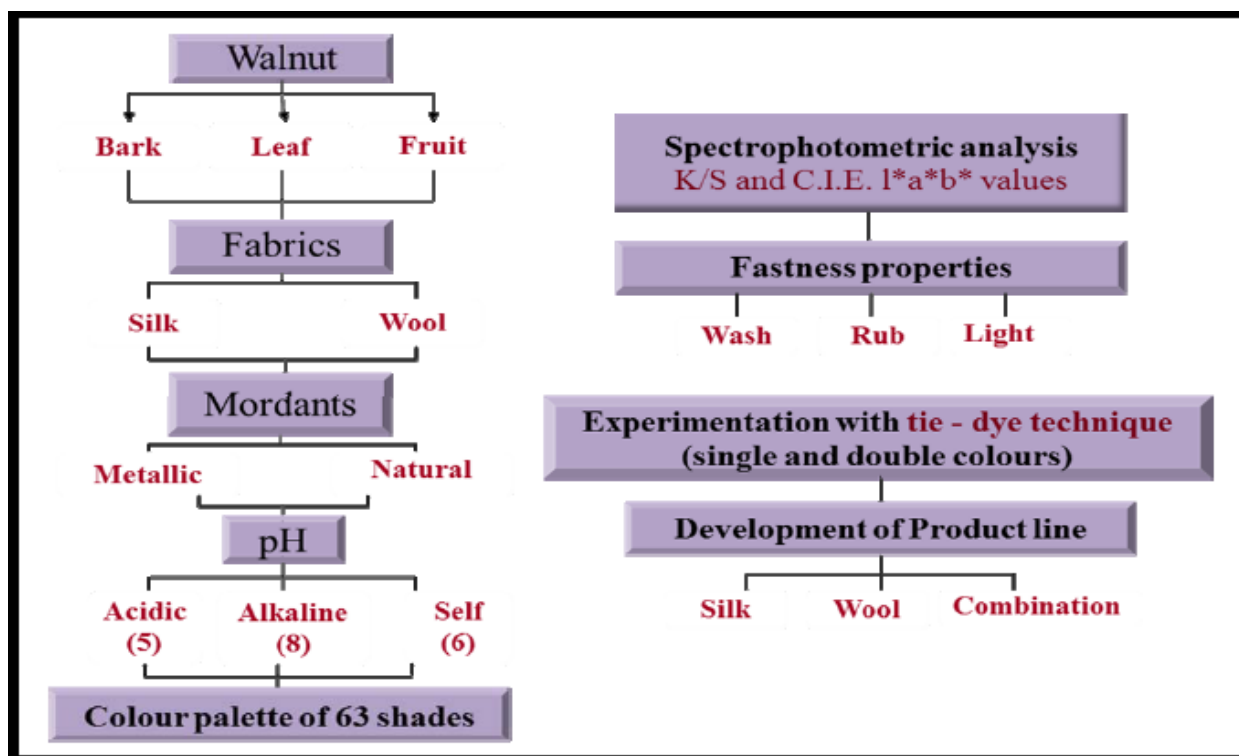 Walnut
Bark Leaf Fruit
Fabrics
Silk Wool
Mordants
Metallic Natural
pH
Acidic Alkaline Self
(5) (8) (6)
Colour palette of 63 shades
Spectrophotometric analysis
K/S and C.I.E. l*a*b* values
Fastness properties
Wash Rub Light
Experimentation with tie - dye technique
(single and double colours)
Development of Product line
Silk Wool Combination